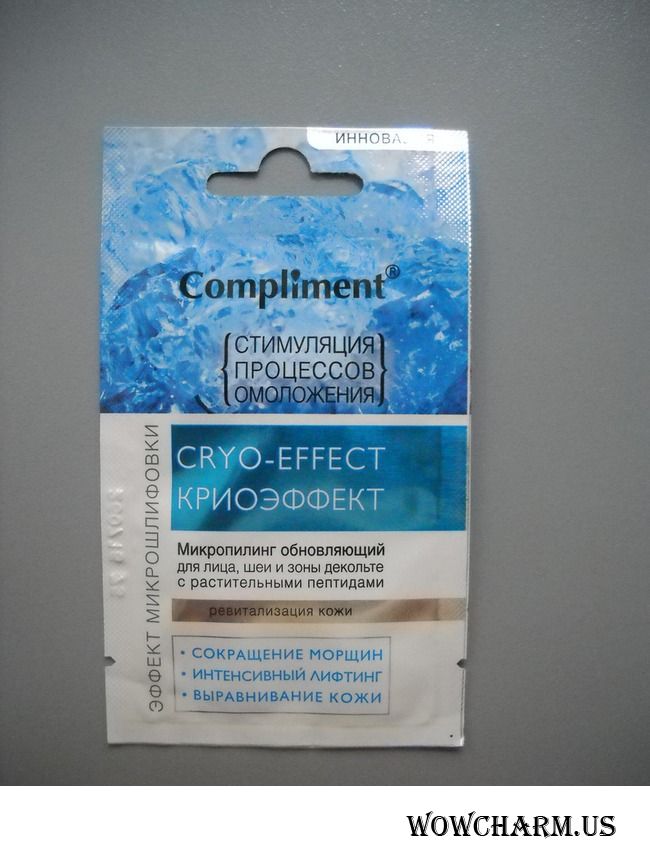 Compliment®
СТИМУЛЯЦИЯ
ПРОЦЕССОВ
ОМОЛОЖЕНИЯ
ЭФФЕКТ МИКРОШЛИФОВКИ
CRYO-EFFECT
КРИОЭФФЕКТ
Микропилинг обновляющий
для лица, шеи и зоны декольте
с растительными пептидами
ревитализация кожи
• СОКРАЩЕНИЕ МОРЩИН
• ИНТЕНСИВНЫЙ ЛИФТИНГ
• ВЫРАВНИВАНИЕ КОЖИ
WOWCHARM.US